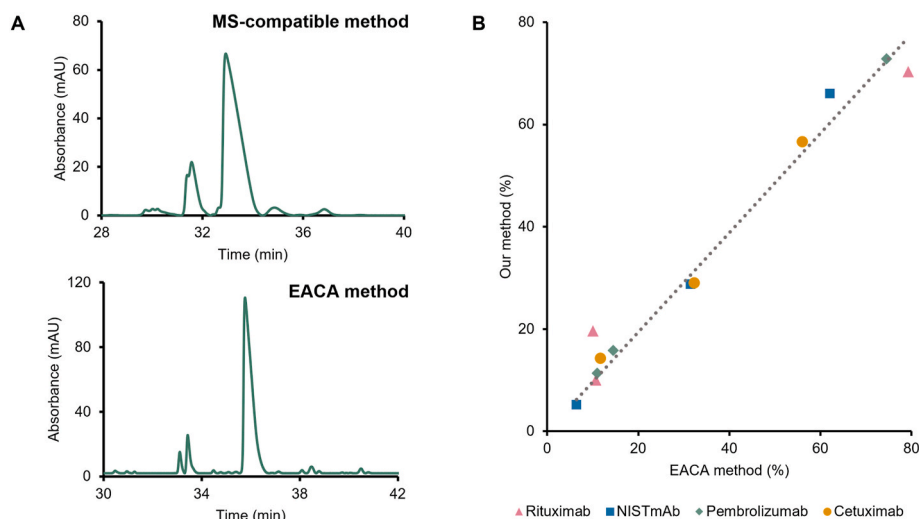 A
MS-compatible method
80
60
40
20
0
Absorbance (mAU)
28
32
36
40
Time (min)
EACA method
120
80
40
0
Absorbance (mAU)
30
34
38
42
Time (min)
B
80
60
40
20
0
Our method (%)
0
20
40
60
80
EACA method (%)
Rituximab NISTmAb Pembrolizumab Cetuximab